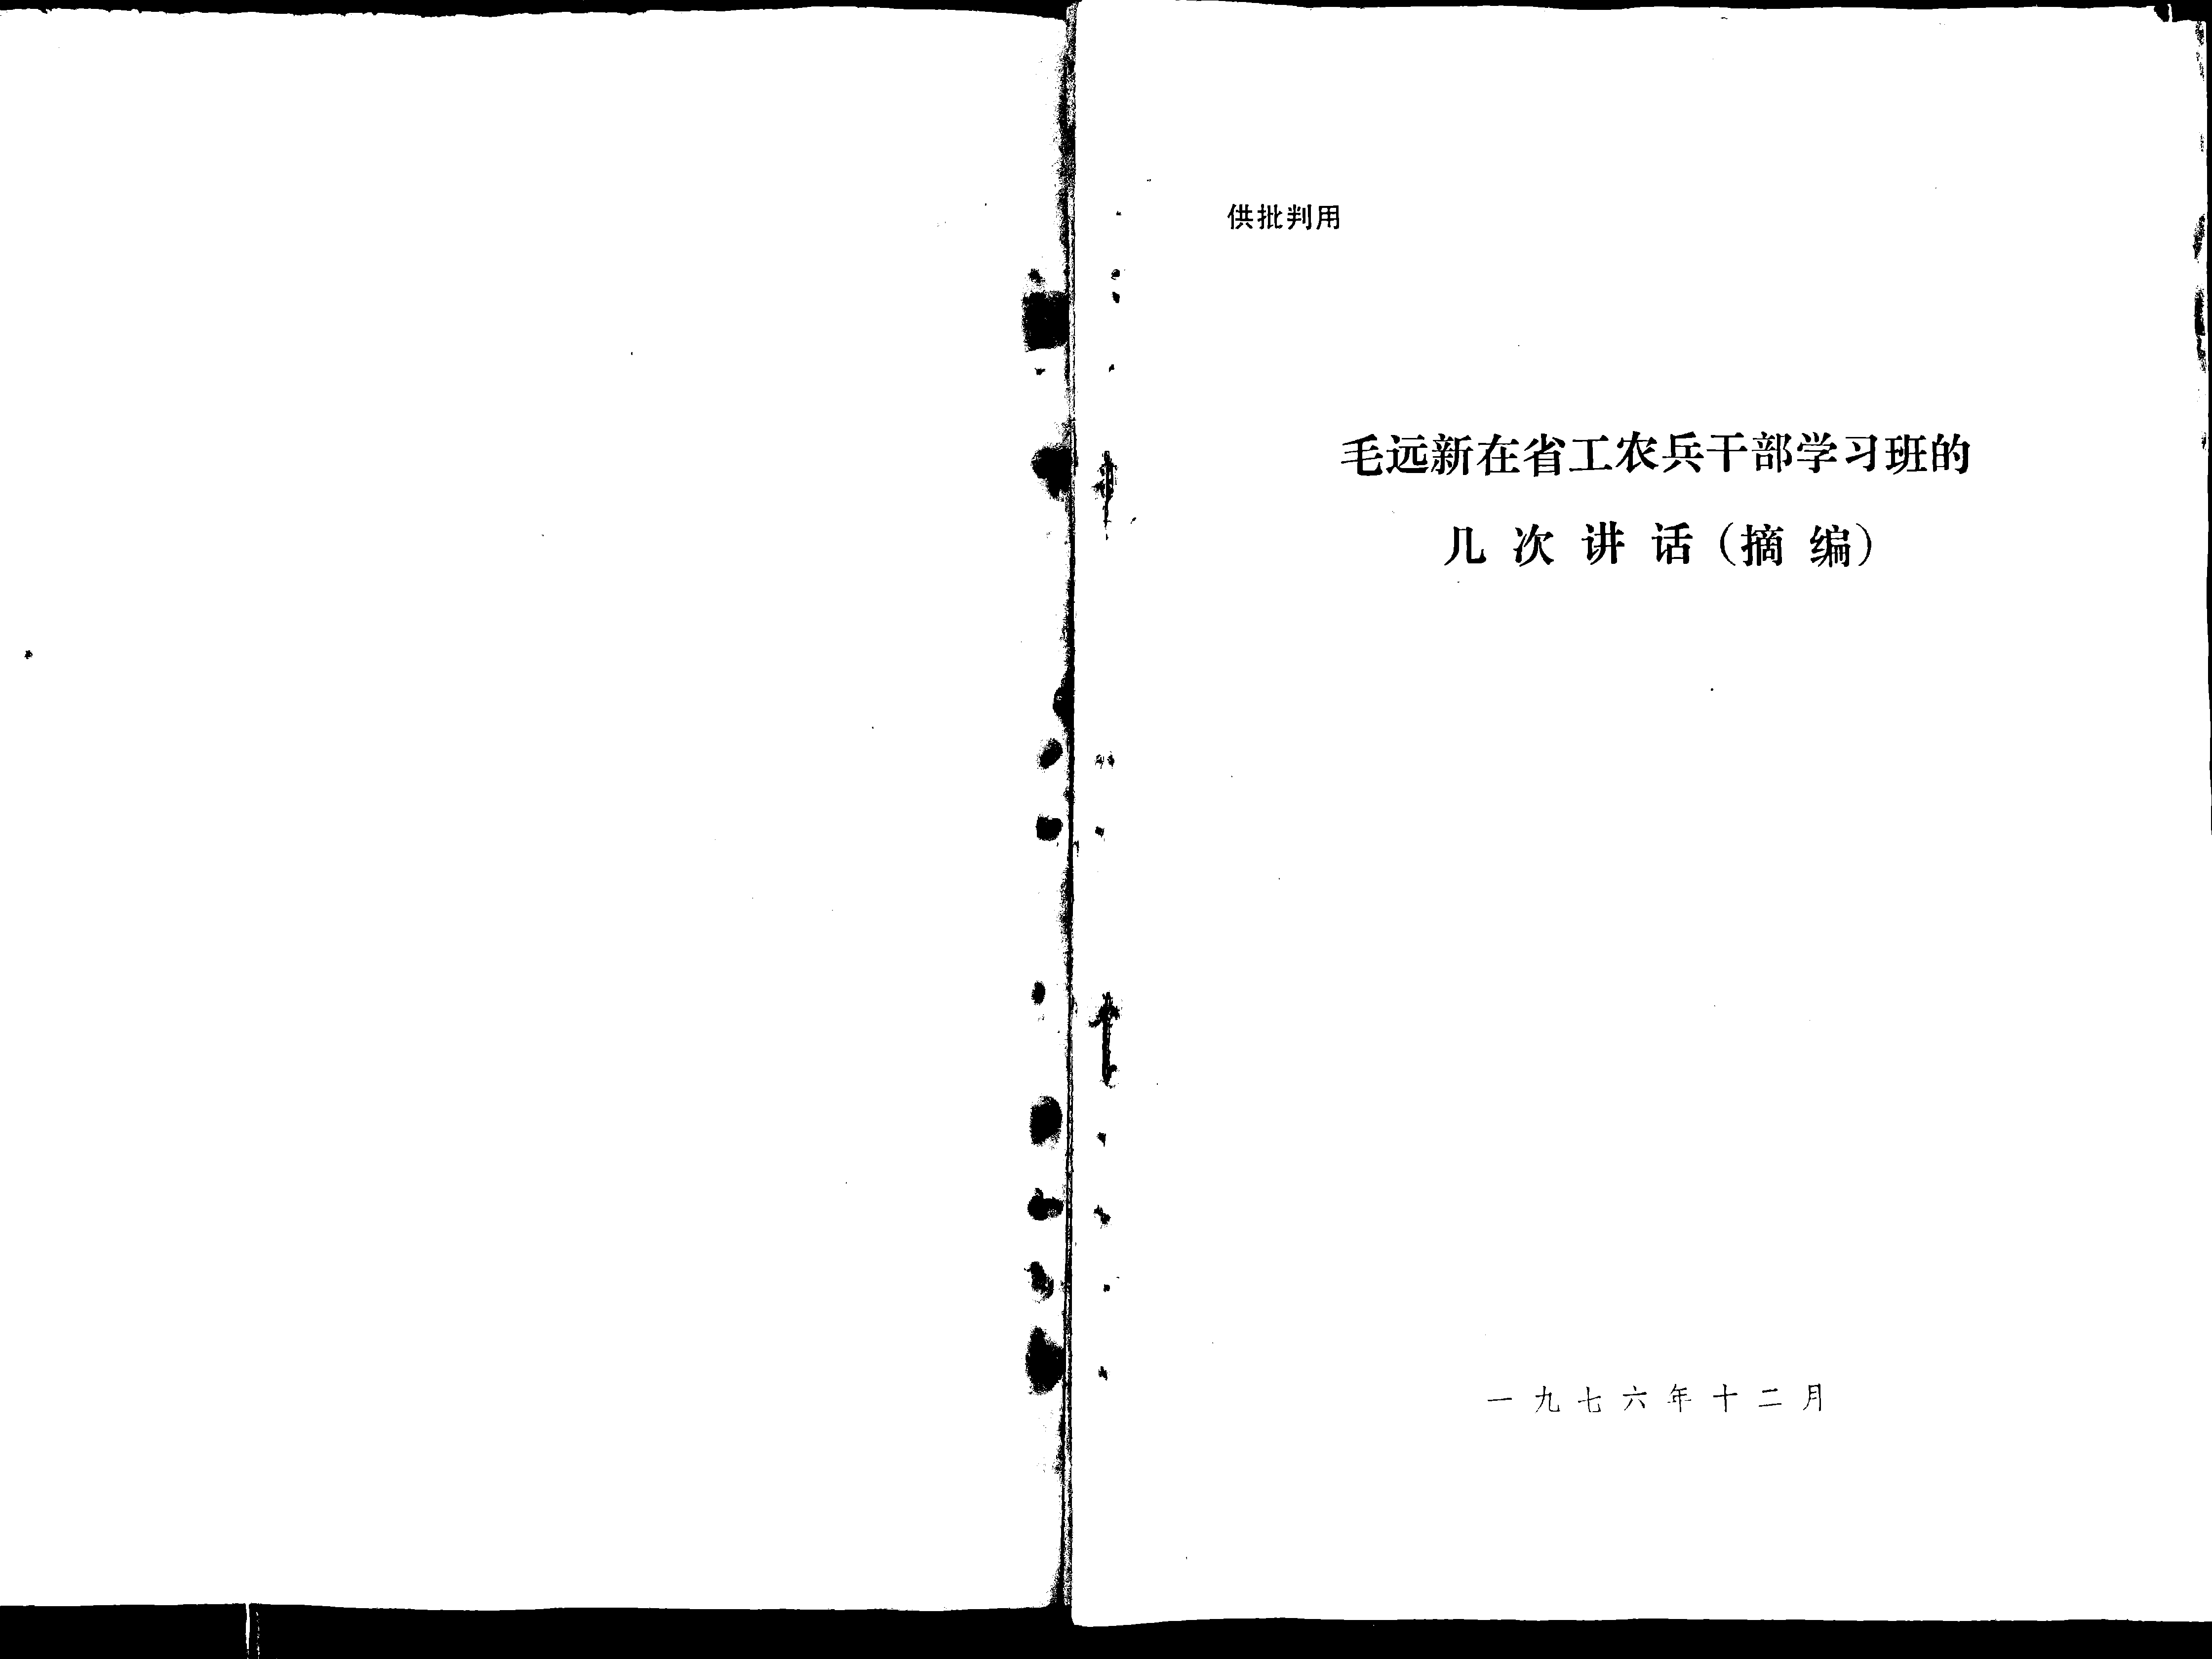 供批判用
毛远新在省工农兵干部学习班的
几次讲话（摘编）
一九七六年十二月